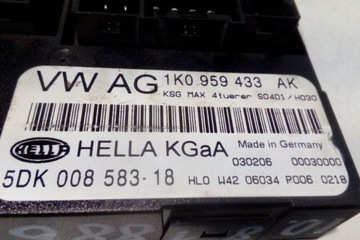 VW AG 1K0 959 433 AK
KSG MAX 4tuerer 60401/H030
HELLA HELLA KGaA Made in Germany
030206 00030000
5DK 008 583-18 HLO W42 06034 P006 0218